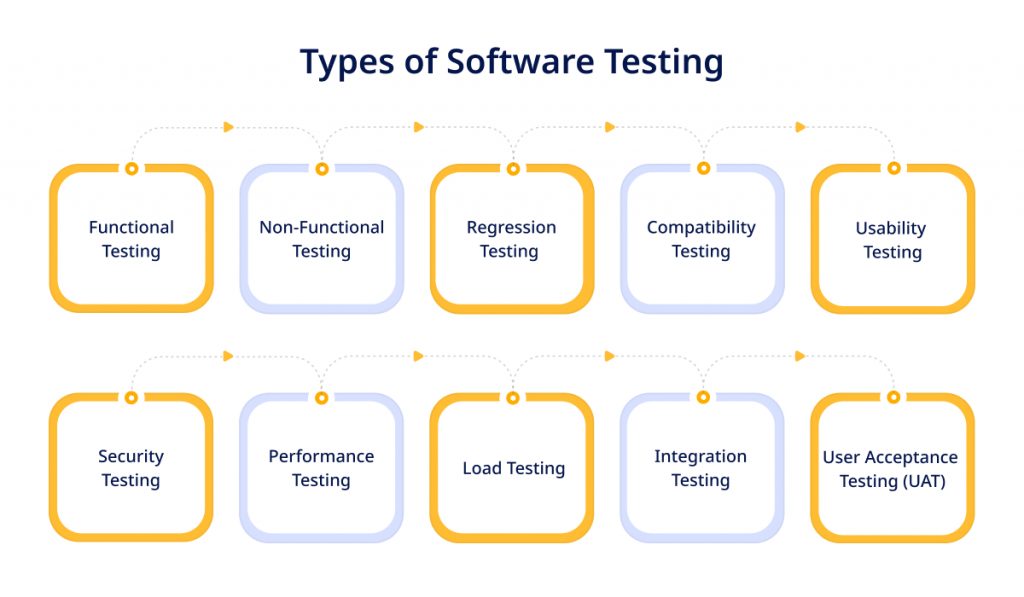 Types of Software Testing
Functional
Testing
Non-Functional
Testing
Regression
Testing
Compatibility
Testing
Usability
Testing
Security
Testing
Performance
Testing
Load Testing
Integration
Testing
User Acceptance
Testing (UAT)